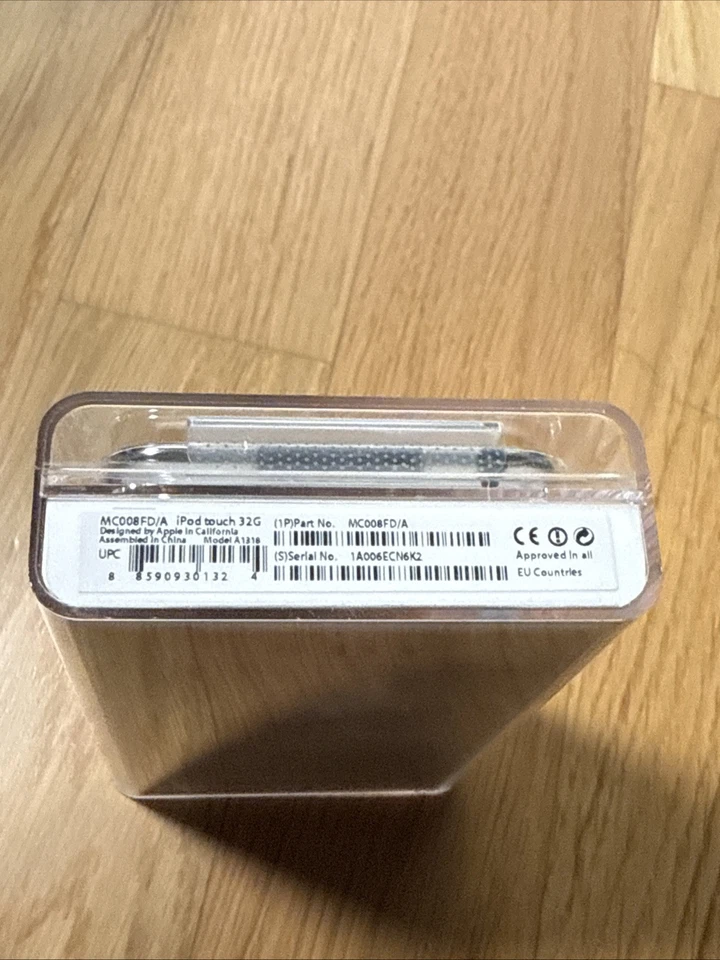 MC008FD/A iPod touch 32G
Designed by Apple in California
Assembled in China Model A1318
UPC
8 8590930132 4
(1P)Part No. MC008FD/A
(S)Serial No. 1A006ECN6K2
CE
Approved in all
EU Countries